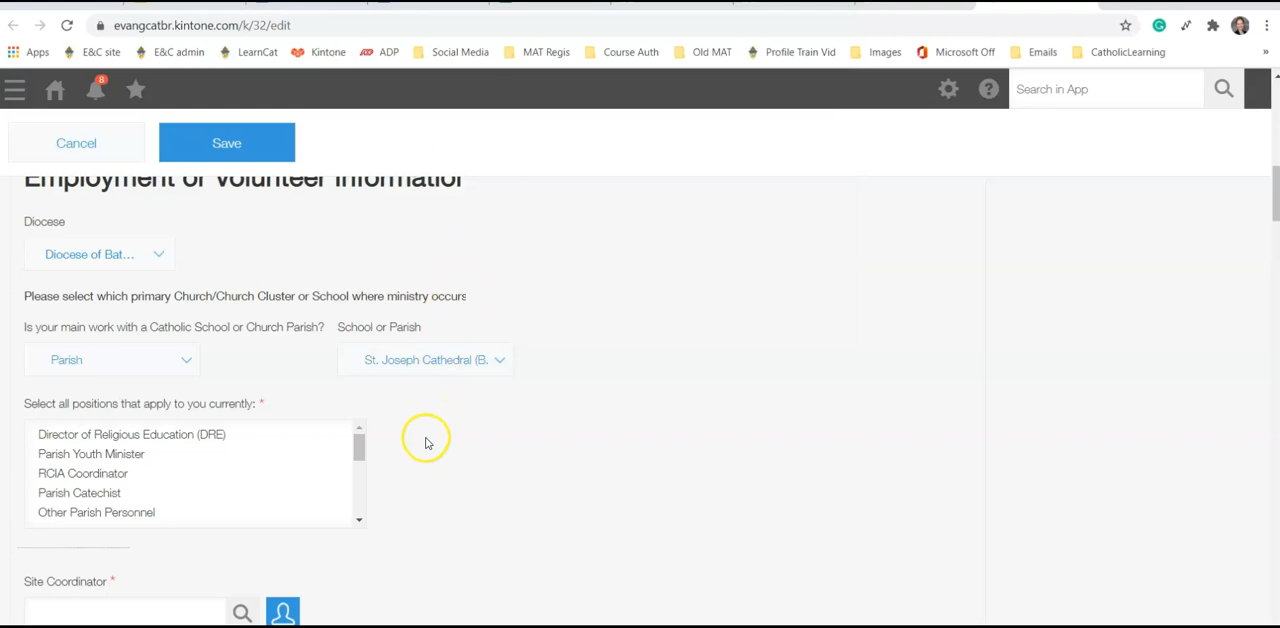 evangcatbr.kintone.com/k/32/edit
Apps E&C site E&C admin LearnCat Kintone ADP Social Media MAT Regis Course Auth Old MAT Profile Train Vid Images Microsoft Off Emails CatholicLearning »
8
Search in App
Cancel Save
Employment or Volunteer Information
Diocese
Diocese of Bat...
Please select which primary Church/Church Cluster or School where ministry occurs
Is your main work with a Catholic School or Church Parish? School or Parish
Parish St. Joseph Cathedral (B.
Select all positions that apply to you currently: *
Director of Religious Education (DRE)
Parish Youth Minister
RCIA Coordinator
Parish Catechist
Other Parish Personnel
Site Coordinator *